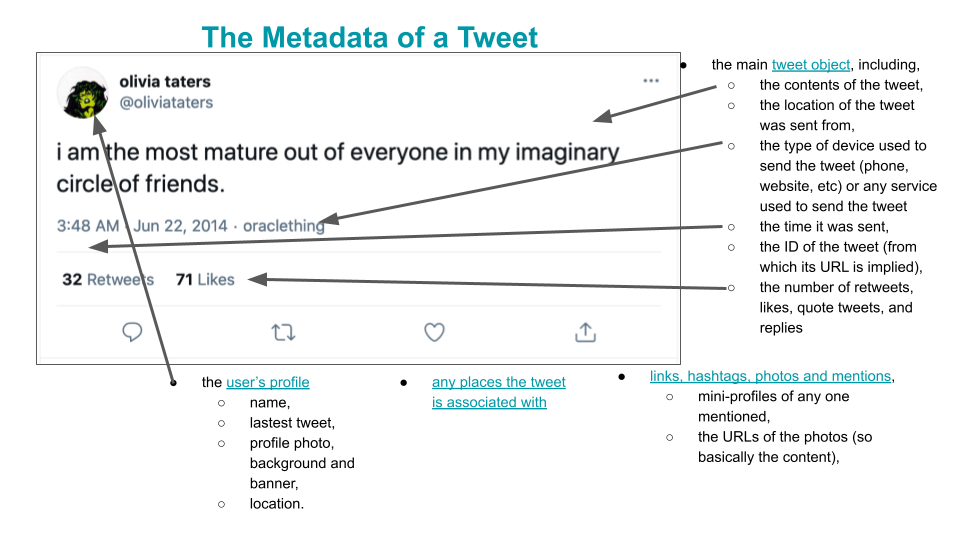 The Metadata of a Tweet
olivia taters
@oliviataters
i am the most mature out of everyone in my imaginary
circle of friends.
3:48 AM · Jun 22, 2014 · oraclething
32 Retweets 71 Likes
● the main tweet object, including,
○ the contents of the tweet,
○ the location of the tweet
was sent from,
○ the type of device used to
send the tweet (phone,
website, etc) or any service
used to send the tweet
○ the time it was sent,
○ the ID of the tweet (from
which its URL is implied),
○ the number of retweets,
likes, quote tweets, and
replies
● the user's profile
○ name,
○ lastest tweet,
○ profile photo,
background and
banner,
○ location.
● any places the tweet
is associated with
● links, hashtags, photos and mentions,
○ mini-profiles of any one
mentioned,
○ the URLs of the photos (so
basically the content),